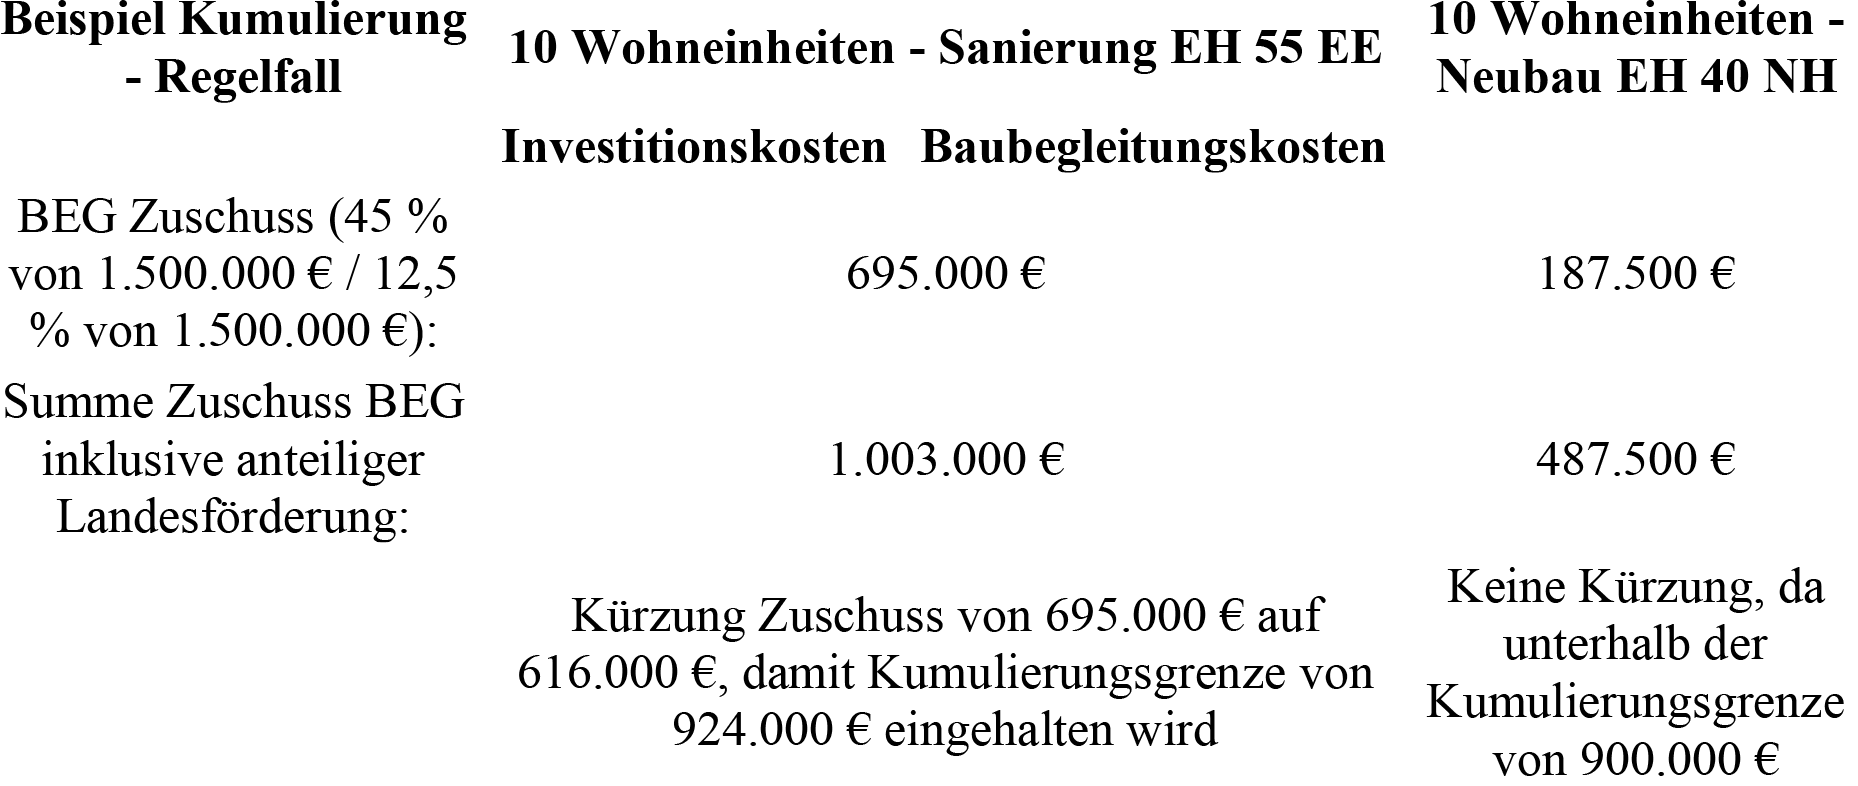 Beispiel Kumulierung
- Regelfall
10 Wohneinheiten - Sanierung EH 55 EE
10 Wohneinheiten -
Neubau EH 40 NH
Investitionskosten Baubegleitungskosten
BEG Zuschuss (45 %
von 1.500.000 € / 12,5
% von 1.500.000 €):
695.000 €
187.500 €
Summe Zuschuss BEG
inklusive anteiliger
Landesförderung:
1.003.000 €
487.500 €
Kürzung Zuschuss von 695.000 € auf
616.000 €, damit Kumulierungsgrenze von
924.000 € eingehalten wird
Keine Kürzung, da
unterhalb der
Kumulierungsgrenze
von 900.000 €